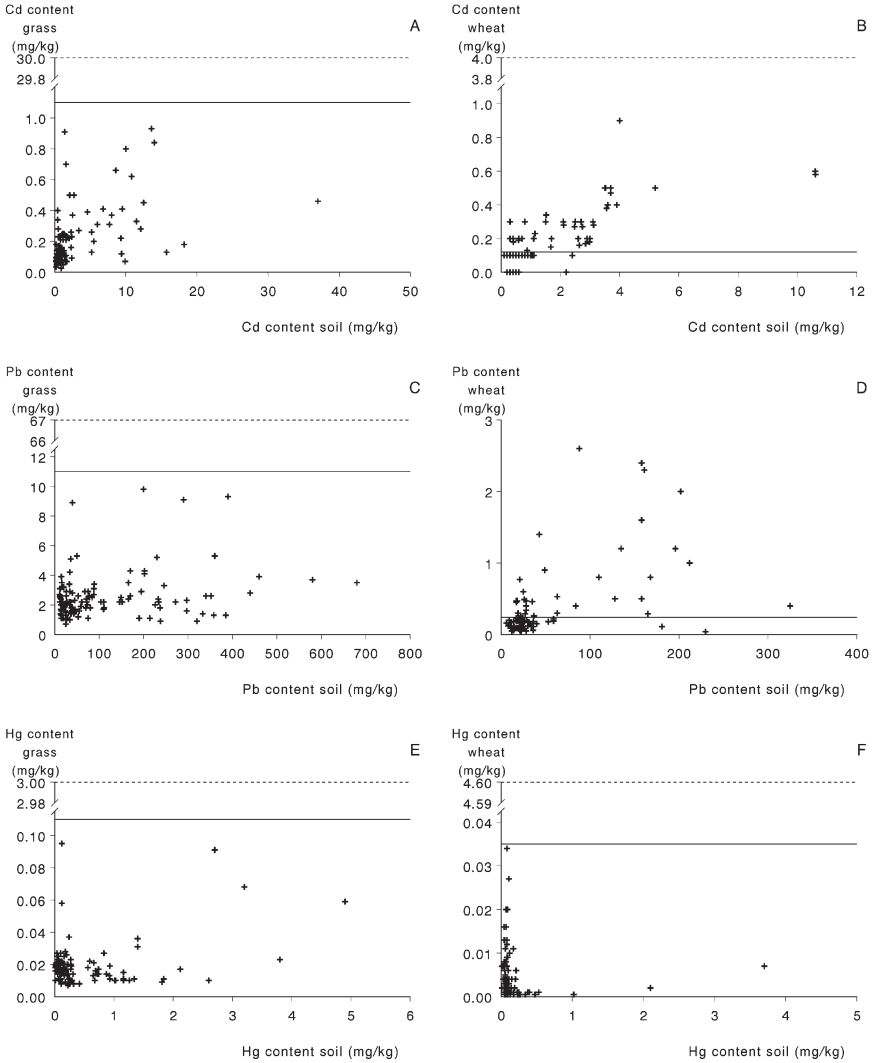 Cd content
grass
(mg/kg)
A
30.0
29.8
1.0
0.8
0.6
0.4
0.2
0.0
0 10 20 30 40 50
Cd content soil (mg/kg)
Cd content
wheat
(mg/kg)
B
4.0
3.8
1.0
0.8
0.6
0.4
0.2
0.0
0 2 4 6 8 10 12
Cd content soil (mg/kg)
Pb content
grass
(mg/kg)
C
67
66
12
10
8
6
4
2
0
0 100 200 300 400 500 600 700 800
Pb content soil (mg/kg)
Pb content
wheat
(mg/kg)
D
3
2
1
0
0 100 200 300 400
Pb content soil (mg/kg)
Hg content
grass
(mg/kg)
E
3.00
2.98
0.10
0.08
0.06
0.04
0.02
0.00
0 1 2 3 4 5 6
Hg content soil (mg/kg)
Hg content
wheat
(mg/kg)
F
4.60
4.59
0.04
0.03
0.02
0.01
0.00
0 1 2 3 4 5
Hg content soil (mg/kg)